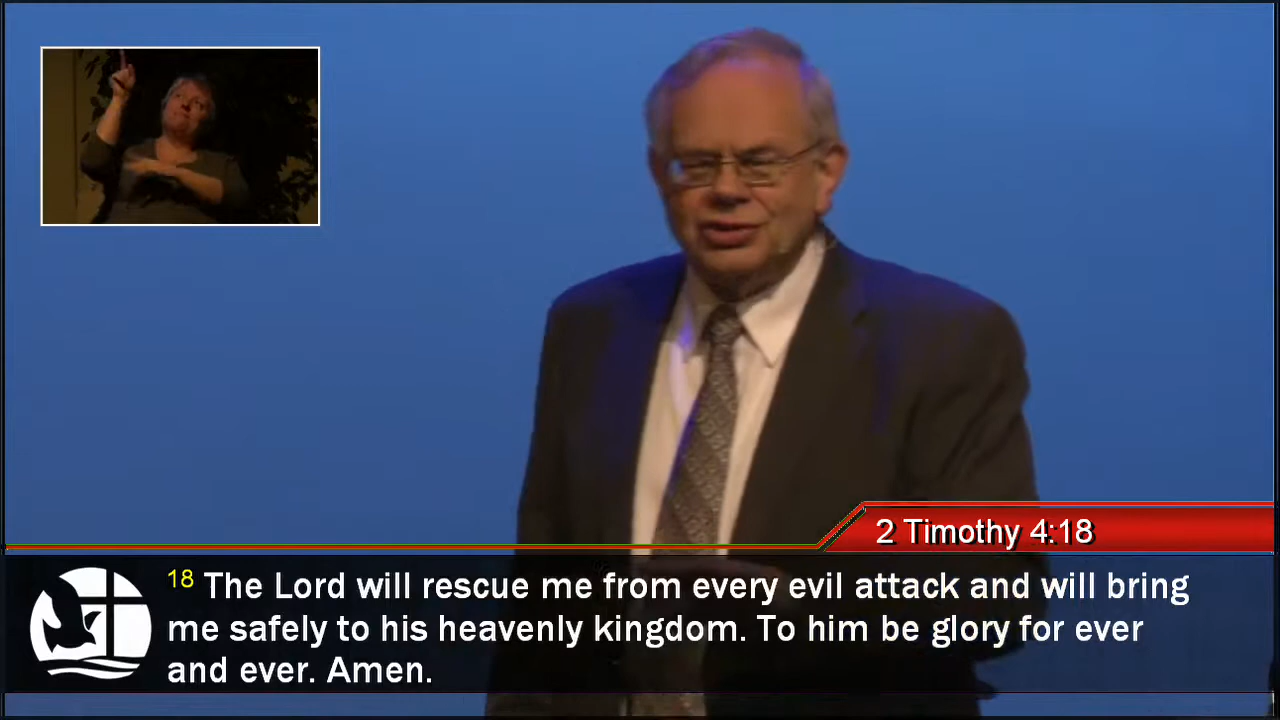 2 Timothy 4:18
18 The Lord will rescue me from every evil attack and will bring
me safely to his heavenly kingdom. To him be glory for ever
and ever. Amen.